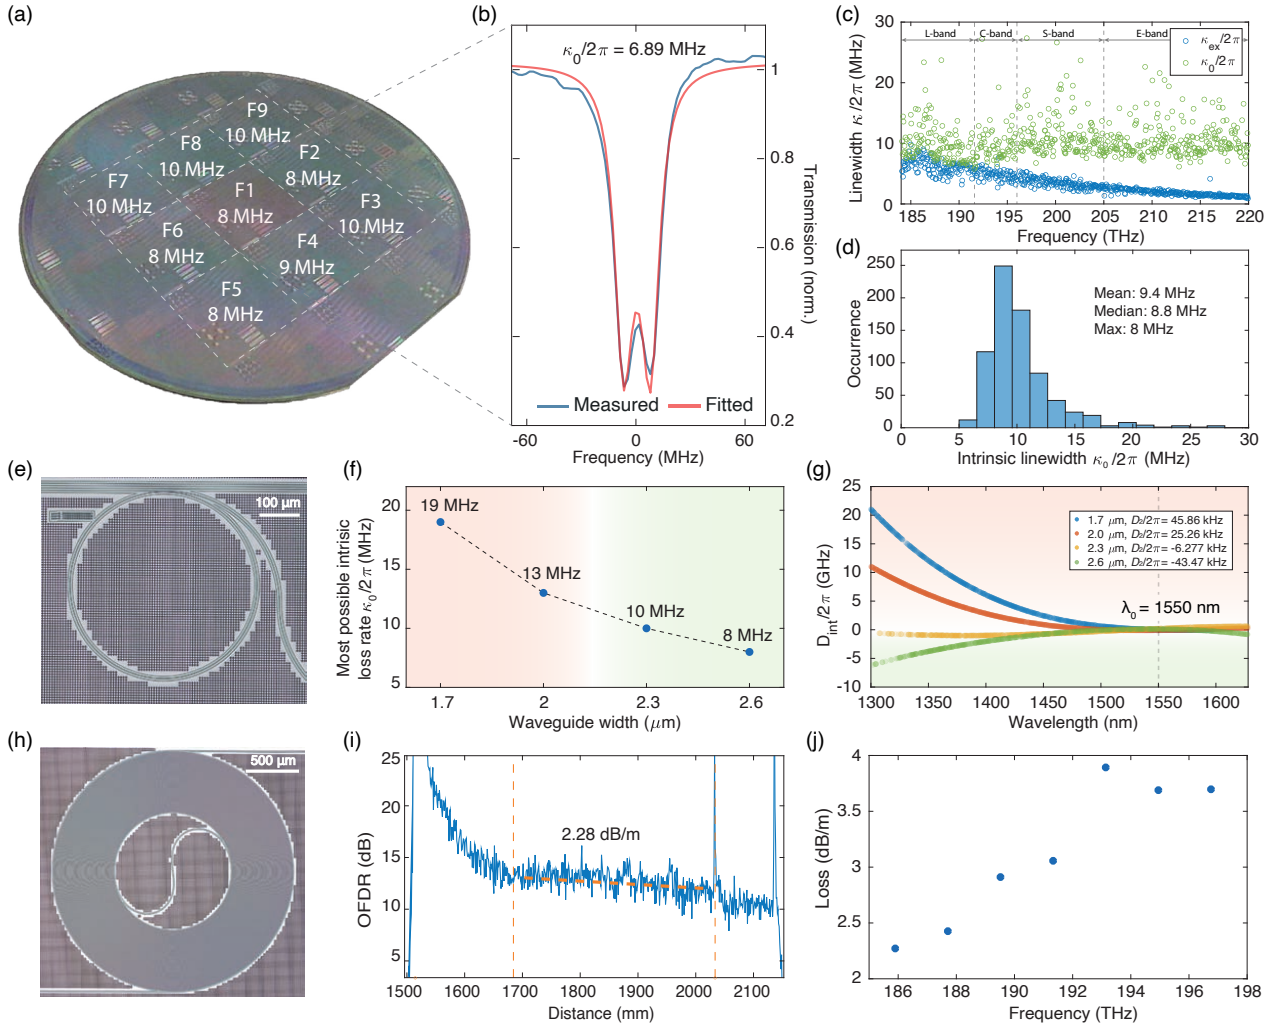 (a)
F9
10 MHz
F8
10 MHz
F2
8 MHz
F7
10 MHz
F1
8 MHz
F3
10 MHz
F6
8 MHz
F4
9 MHz
F5
8 MHz
(b)
κ₀/2π = 6.89 MHz
1
0.8
0.6
0.4
0.2
Transmission (norm.)
Measured
Fitted
-60
0
60
Frequency (MHz)
(c)
30
20
10
0
Linewidth κ/2π (MHz)
L-band
C-band
S-band
E-band
κex/2π
κ₀/2π
185
191
195
200
205
210
215
220
Frequency (THz)
(d)
250
200
150
100
50
0
Occurrence
Mean: 9.4 MHz
Median: 8.8 MHz
Max: 8 MHz
0
5
10
15
20
25
30
Intrinsic linewidth κ₀/2π (MHz)
(e)
100 µm
(f)
20
15
10
5
Most possible intrisic
loss rate κ₀/2π (MHz)
19 MHz
13 MHz
10 MHz
8 MHz
1.7
2
2.3
2.6
Waveguide width (µm)
(g)
25
20
15
10
5
0
-5
-10
Dint/2π (GHz)
1.7 µm, D₂/2π= 45.86 kHz
2.0 µm, D₂/2π= 25.26 kHz
2.3 µm, D₂/2π= -6.277 kHz
2.6 µm, D₂/2π= -43.47 kHz
λ₀ = 1550 nm
1300
1350
1400
1450
1500
1550
1600
Wavelength (nm)
(h)
500 µm
(i)
25
20
15
10
5
OFDR (dB)
2.28 dB/m
1500
1600
1700
1800
1900
2000
2100
Distance (mm)
(j)
4
3.5
3
2.5
2
Loss (dB/m)
186
188
190
192
194
196
198
Frequency (THz)